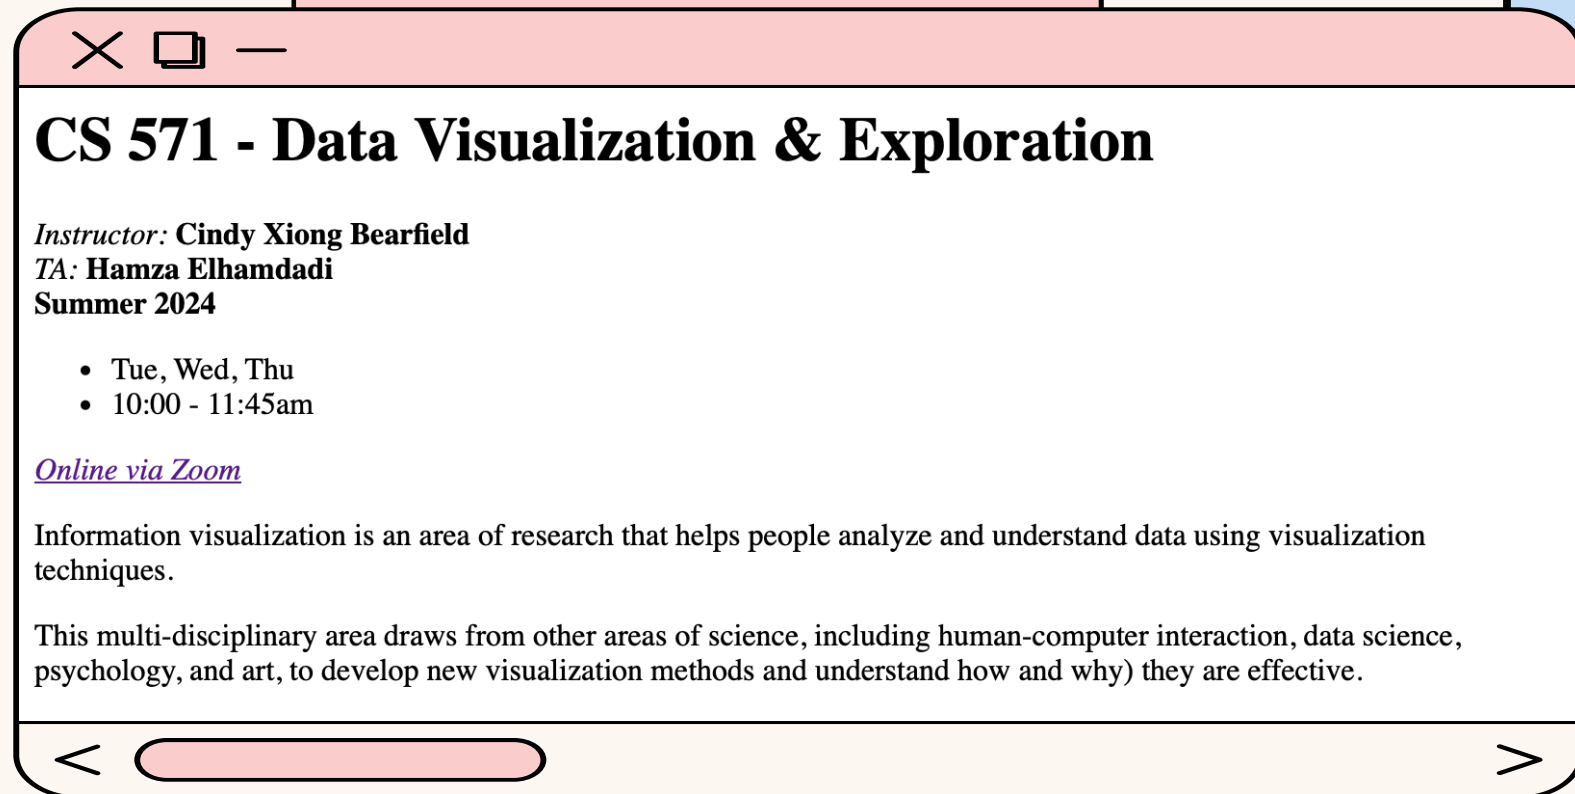 CS 571 - Data Visualization & Exploration
Instructor: Cindy Xiong Bearfield
TA: Hamza Elhamdadi
Summer 2024
• Tue, Wed, Thu
• 10:00 - 11:45am
Online via Zoom
Information visualization is an area of research that helps people analyze and understand data using visualization
techniques.
This multi-disciplinary area draws from other areas of science, including human-computer interaction, data science,
psychology, and art, to develop new visualization methods and understand how and why) they are effective.